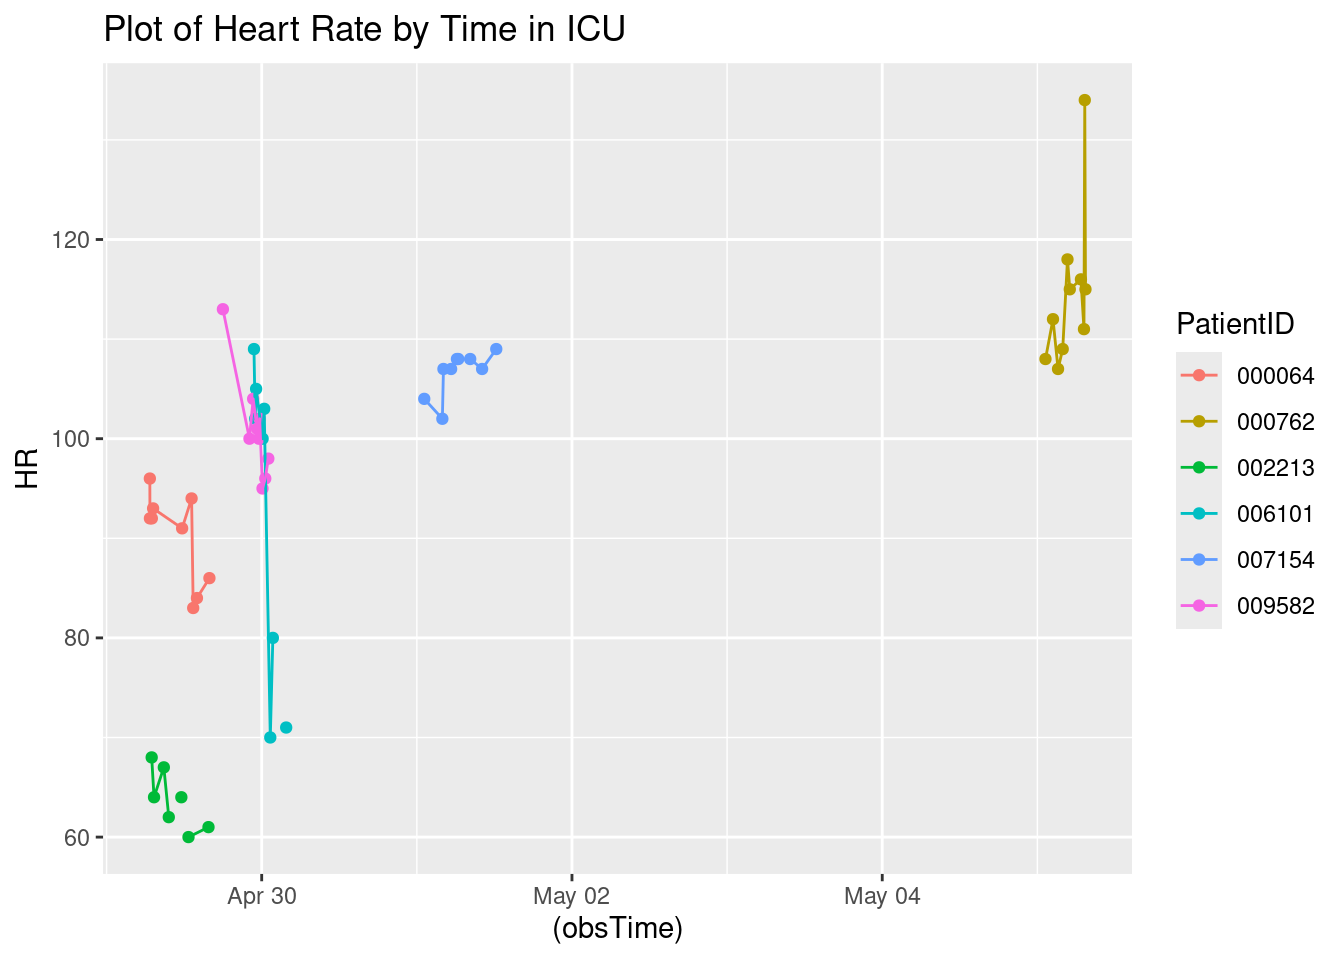 Plot of Heart Rate by Time in ICU
HR
120
100
80
60
Apr 30
May 02
May 04
(obsTime)
PatientID
000064
000762
002213
006101
007154
009582